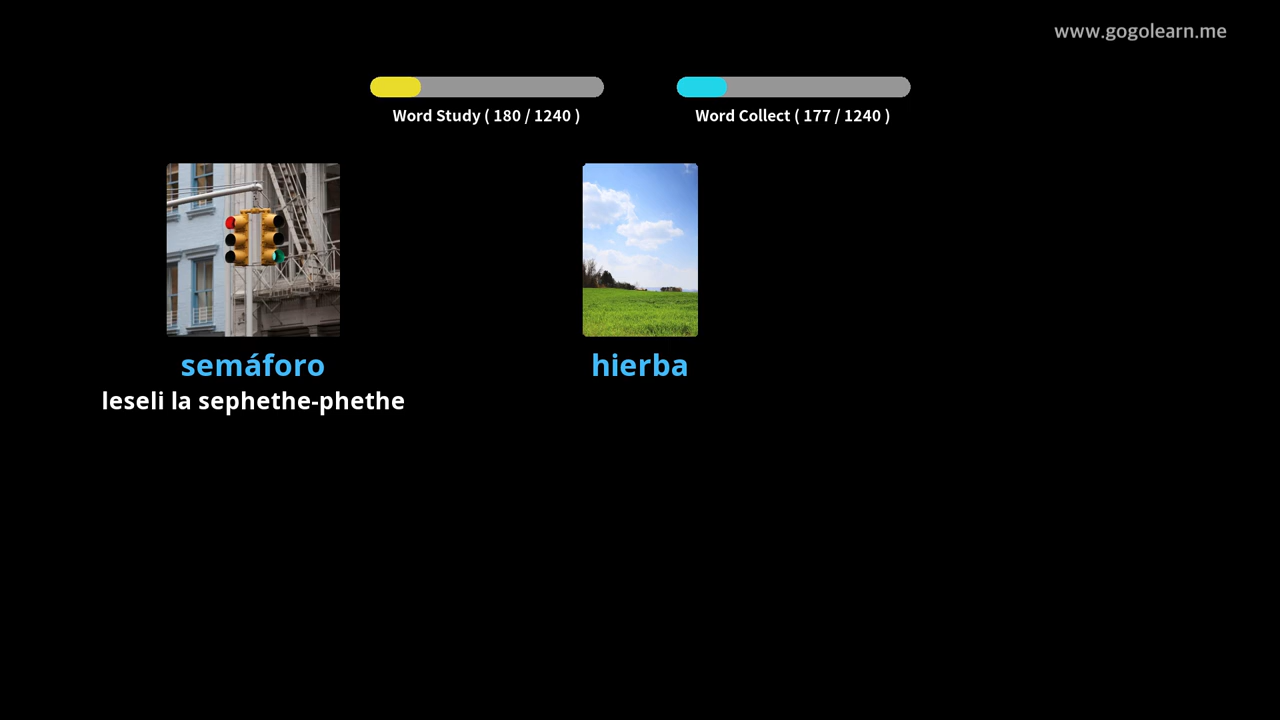 www.gogolearn.me
Word Study ( 180 / 1240 )
Word Collect ( 177 / 1240 )
semáforo
leseli la sephethe-phethe
hierba